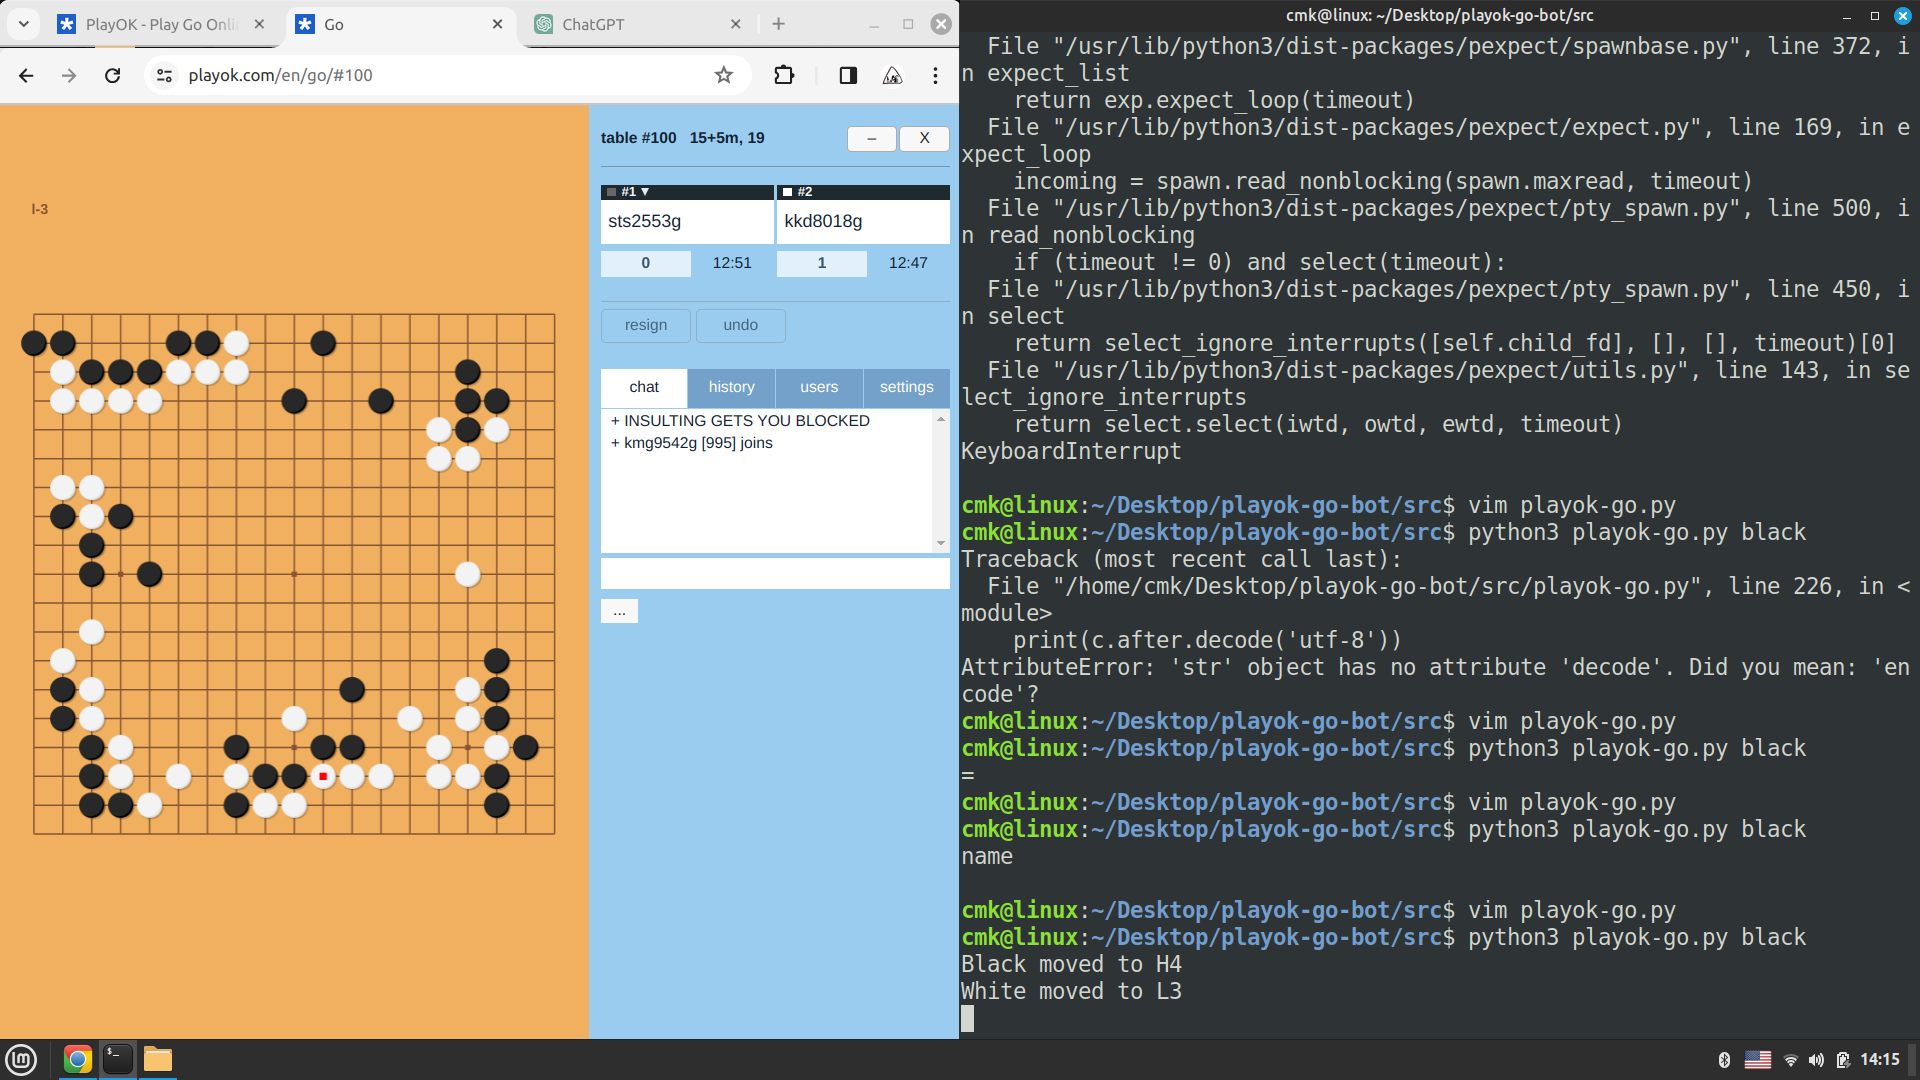 PlayOK - Play Go Onli
Go
ChatGPT
playok.com/en/go/#100
l-3
table #100 15+5m, 19
–
X
#1 ▼
#2
sts2553g
kkd8018g
0
12:51
1
12:47
resign
undo
chat
history
users
settings
+ INSULTING GETS YOU BLOCKED
+ kmg9542g [995] joins
...
cmk@linux: ~/Desktop/playok-go-bot/src
  File "/usr/lib/python3/dist-packages/pexpect/spawnbase.py", line 372, i
n expect_list
    return exp.expect_loop(timeout)
  File "/usr/lib/python3/dist-packages/pexpect/expect.py", line 169, in e
xpect_loop
    incoming = spawn.read_nonblocking(spawn.maxread, timeout)
  File "/usr/lib/python3/dist-packages/pexpect/pty_spawn.py", line 500, i
n read_nonblocking
    if (timeout != 0) and select(timeout):
  File "/usr/lib/python3/dist-packages/pexpect/pty_spawn.py", line 450, i
n select
    return select_ignore_interrupts([self.child_fd], [], [], timeout)[0]
  File "/usr/lib/python3/dist-packages/pexpect/utils.py", line 143, in se
lect_ignore_interrupts
    return select.select(iwtd, owtd, ewtd, timeout)
KeyboardInterrupt
cmk@linux:~/Desktop/playok-go-bot/src$ vim playok-go.py
cmk@linux:~/Desktop/playok-go-bot/src$ python3 playok-go.py black
Traceback (most recent call last):
  File "/home/cmk/Desktop/playok-go-bot/src/playok-go.py", line 226, in <
module>
    print(c.after.decode('utf-8'))
AttributeError: 'str' object has no attribute 'decode'. Did you mean: 'en
code'?
cmk@linux:~/Desktop/playok-go-bot/src$ vim playok-go.py
cmk@linux:~/Desktop/playok-go-bot/src$ python3 playok-go.py black
=
cmk@linux:~/Desktop/playok-go-bot/src$ vim playok-go.py
cmk@linux:~/Desktop/playok-go-bot/src$ python3 playok-go.py black
name
cmk@linux:~/Desktop/playok-go-bot/src$ vim playok-go.py
cmk@linux:~/Desktop/playok-go-bot/src$ python3 playok-go.py black
Black moved to H4
White moved to L3
14:15